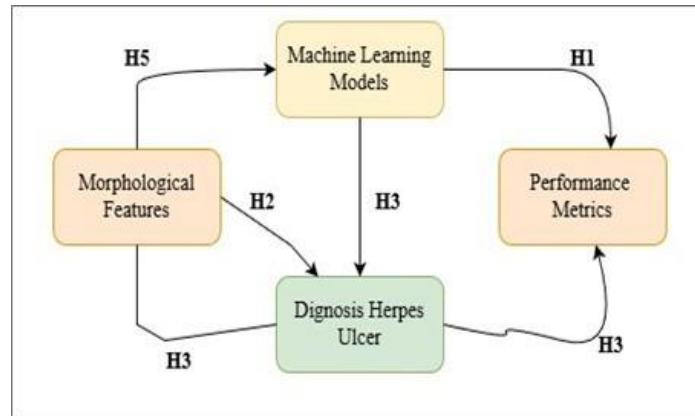 H5
Machine Learning
Models
H1
Morphological
Features
H2
H3
Performance
Metrics
Dignosis Herpes
Ulcer
H3
H3